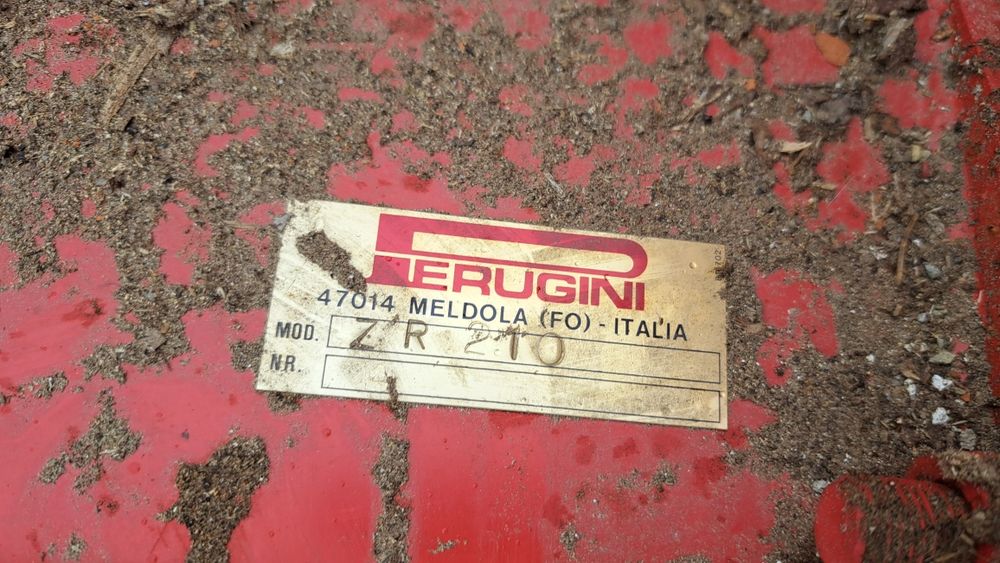 PERUGINI
47014 MELDOLA (FO) - ITALIA
MOD. ZR 210
NR.